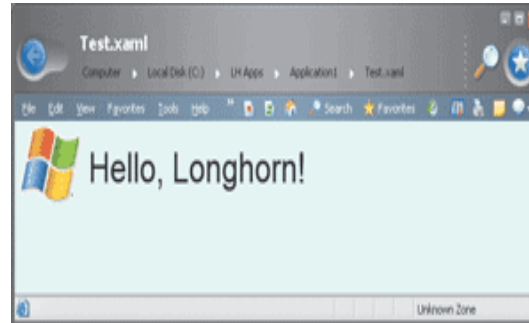 Test.xaml
Computer Local Disk (C:) LH Apps Application1 Test.xaml
File Edit View Favorites Tools Help " Search Favorites
Hello, Longhorn!
Unknown Zone